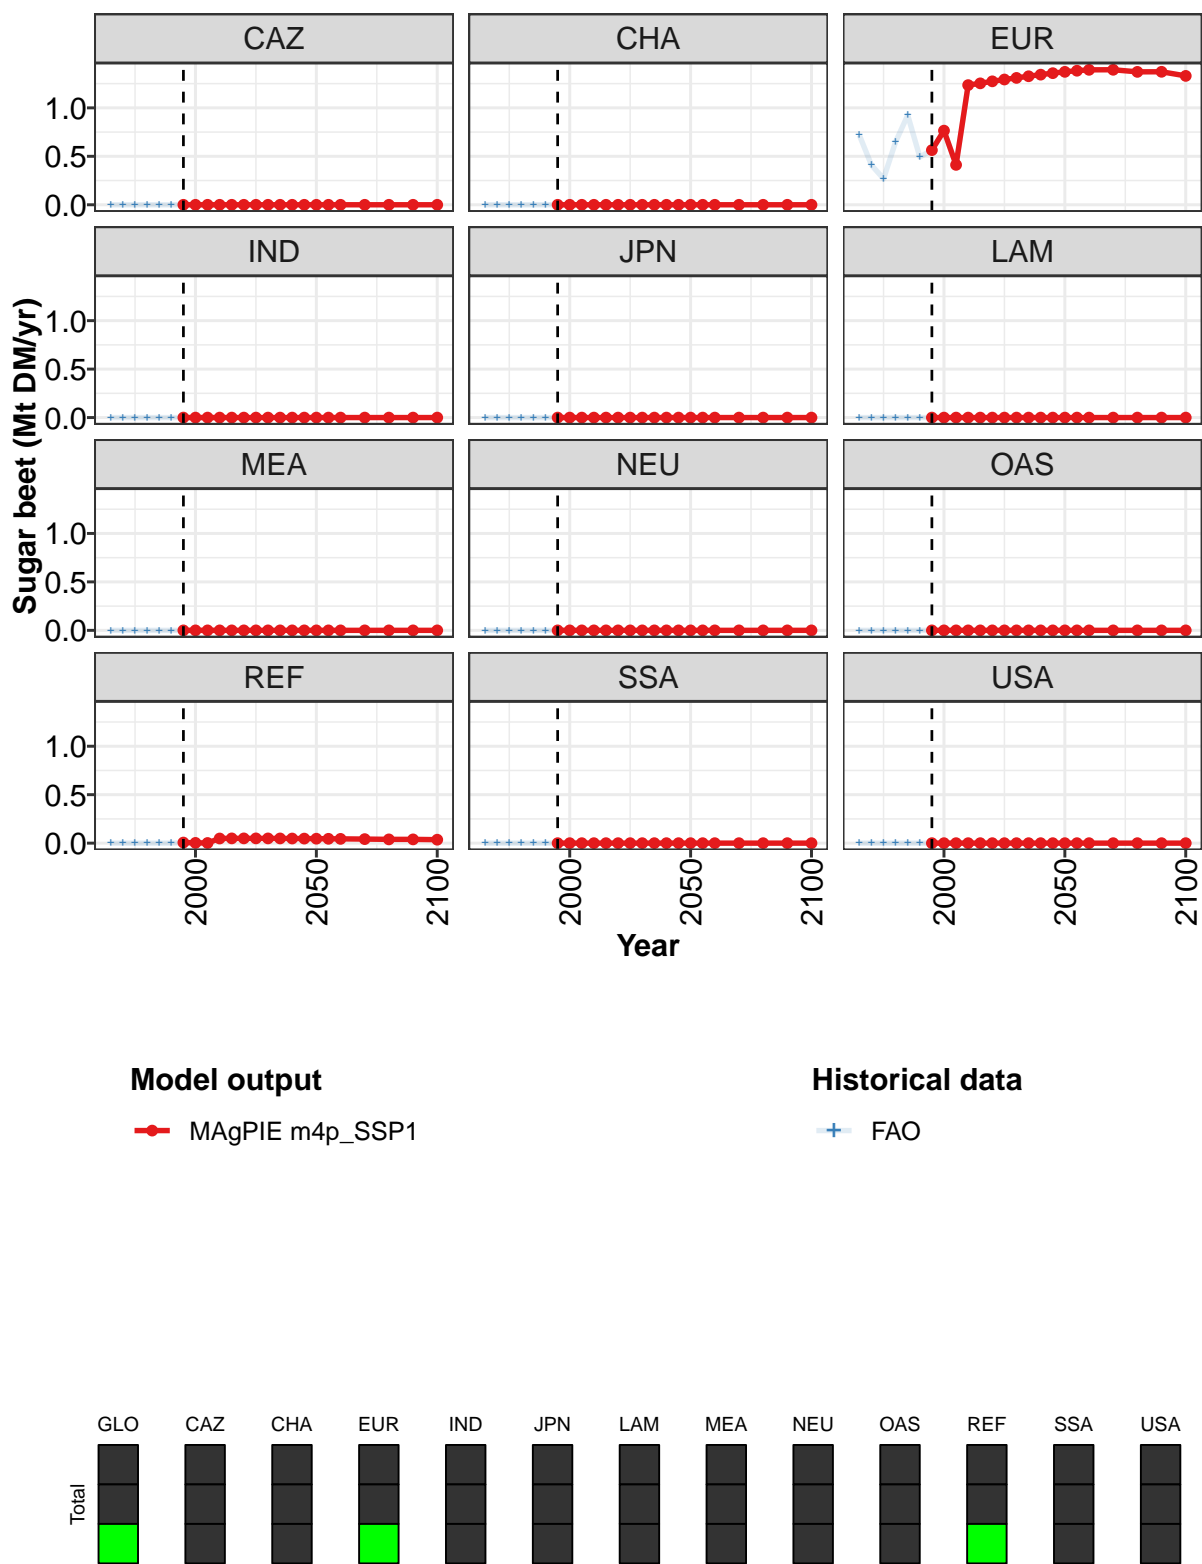 CAZ CHA EUR
1.0
0.5
0.0
IND JPN LAM
1.0
0.5
0.0
MEA NEU OAS
1.0
0.5
0.0
REF SSA USA
1.0
0.5
0.0
Sugar beet (Mt DM/yr)
2000 2050 2100 2000 2050 2100 2000 2050 2100
Year
Model output Historical data
MAgPIE m4p_SSP1 FAO
GLO CAZ CHA EUR IND JPN LAM MEA NEU OAS REF SSA USA
Total